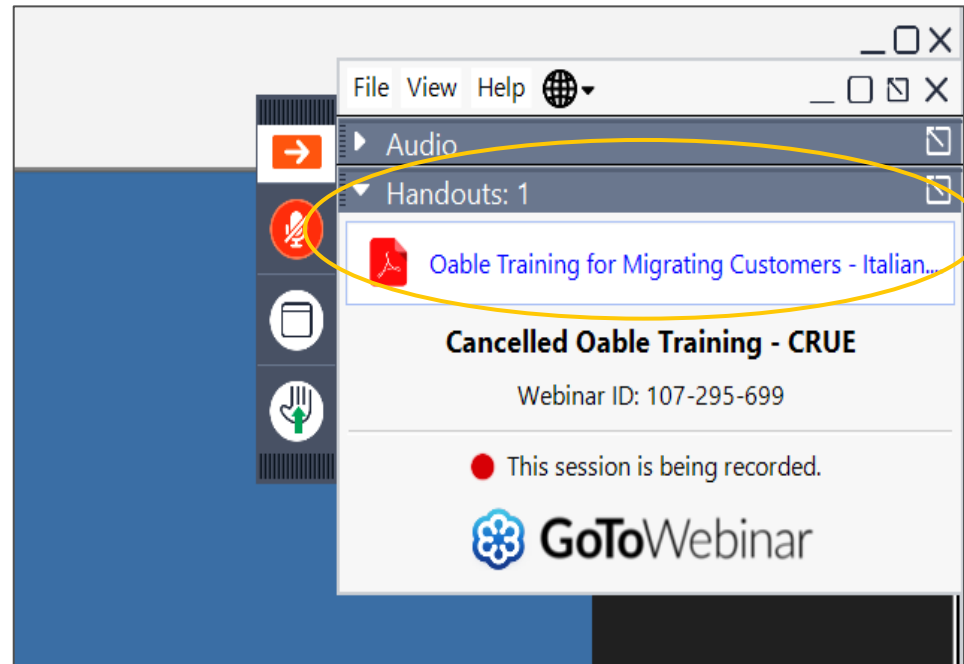 File View Help
Audio
Handouts: 1
Oable Training for Migrating Customers - Italian...
Cancelled Oable Training - CRUE
Webinar ID: 107-295-699
This session is being recorded.
GoToWebinar